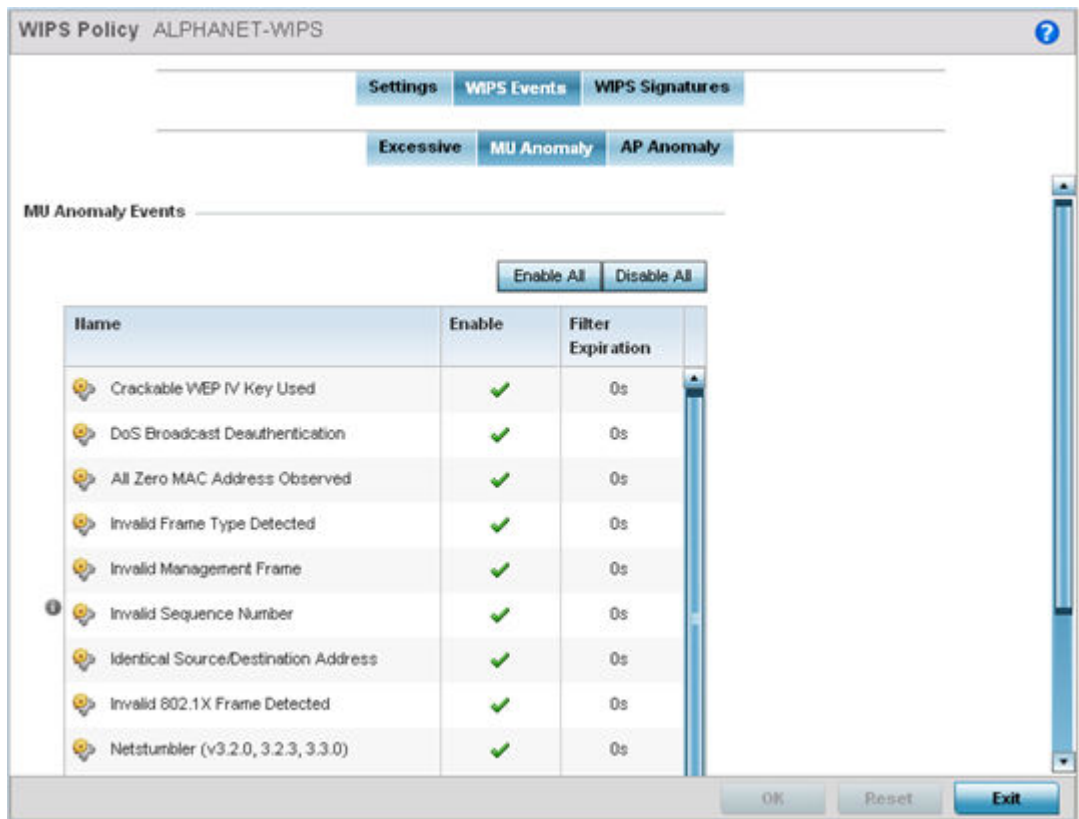 WIPS Policy ALPHANET-WIPS
?
Settings WIPS Events WIPS Signatures
Excessive MU Anomaly AP Anomaly
MU Anomaly Events
Enable All Disable All
Name Enable Filter
Expiration
Crackable WEP IV Key Used 0s
DoS Broadcast Deauthentication 0s
All Zero MAC Address Observed 0s
Invalid Frame Type Detected 0s
Invalid Management Frame 0s
Invalid Sequence Number 0s
Identical Source/Destination Address 0s
Invalid 802.1X Frame Detected 0s
Netstumbler (v3.2.0, 3.2.3, 3.3.0) 0s
OK Reset Exit